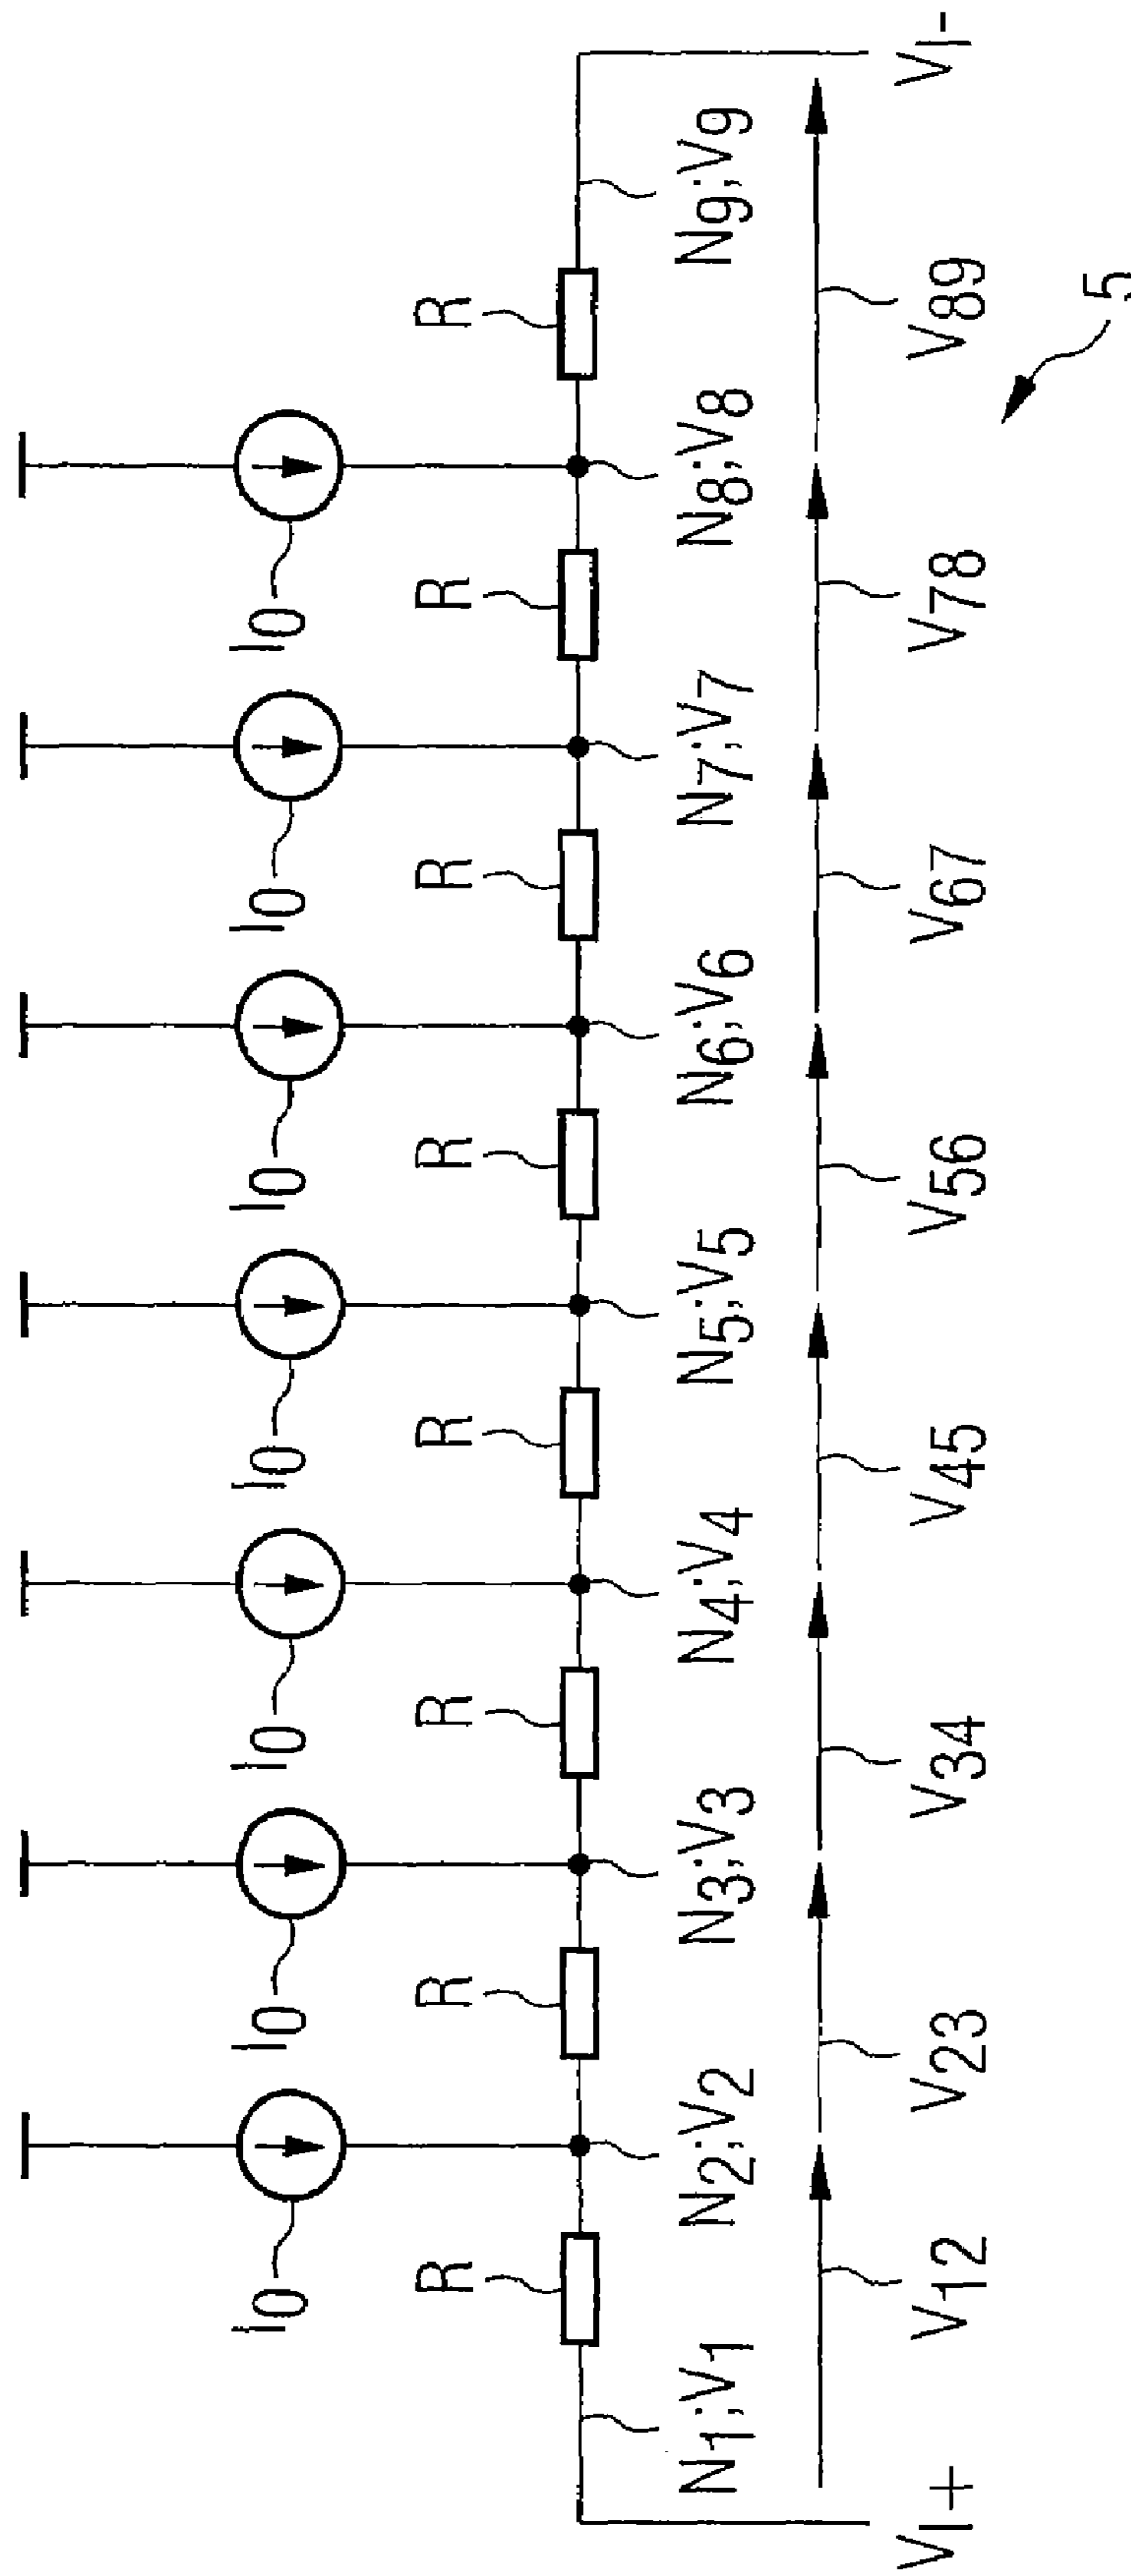 I0 I0 I0 I0 I0 I0 I0
R R R R R R R R
N1;V1 N2;V2 N3;V3 N4;V4 N5;V5 N6;V6 N7;V7 N8;V8 N9;V9
VI+ VI-
V12 V23 V34 V45 V56 V67 V78 V89
5